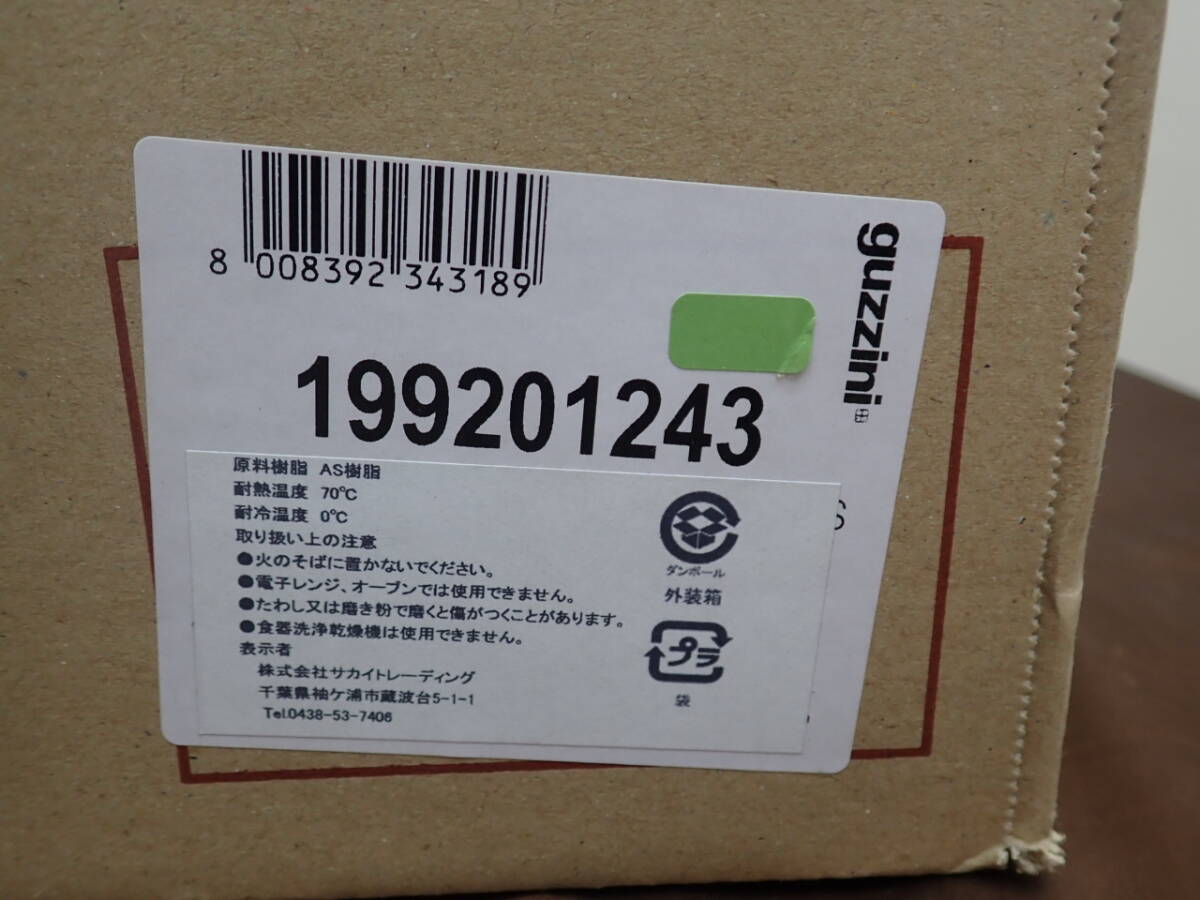 8 008392 343189
guzzini
199201243
原料樹脂 AS樹脂
耐熱温度 70℃
耐冷温度 0℃
取り扱い上の注意
●火のそばに置かないでください。
●電子レンジ、オーブンでは使用できません。
●たわし又は磨き粉で磨くと傷がつくことがあります。
●食器洗浄乾燥機は使用できません。
表示者
株式会社サカイトレーディング
千葉県袖ケ浦市蔵波台5-1-1
Tel.0438-53-7406
ダンボール
外装箱
プラ
袋
S